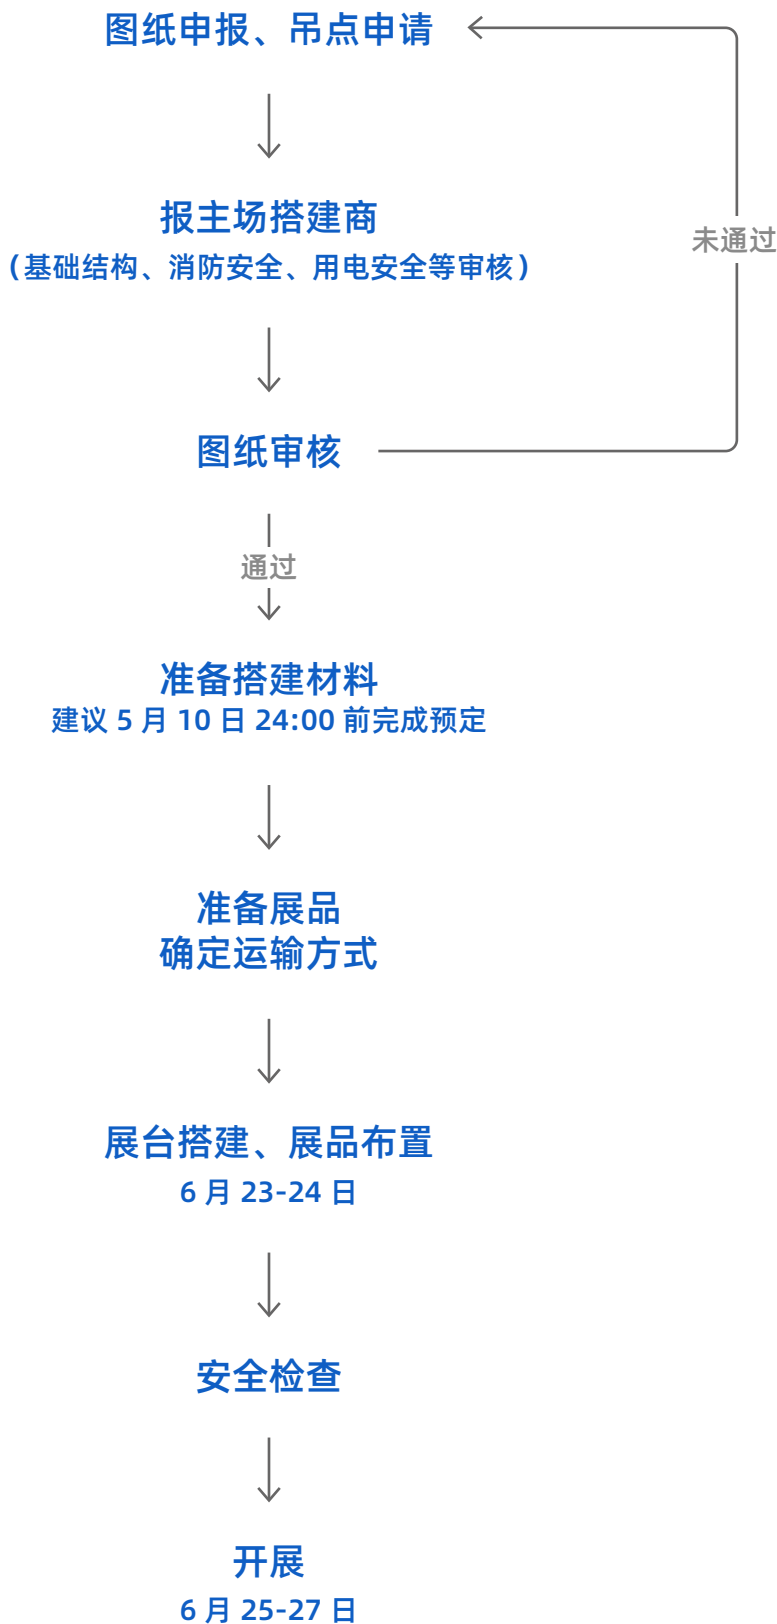 图纸申报、吊点申请
报主场搭建商
未通过
（基础结构、消防安全、用电安全等审核）
图纸审核
通过
准备搭建材料
建议 5 月 10 日 24:00 前完成预定
准备展品
确定运输方式
展台搭建、展品布置
6 月 23-24 日
安全检查
开展
6 月 25-27 日